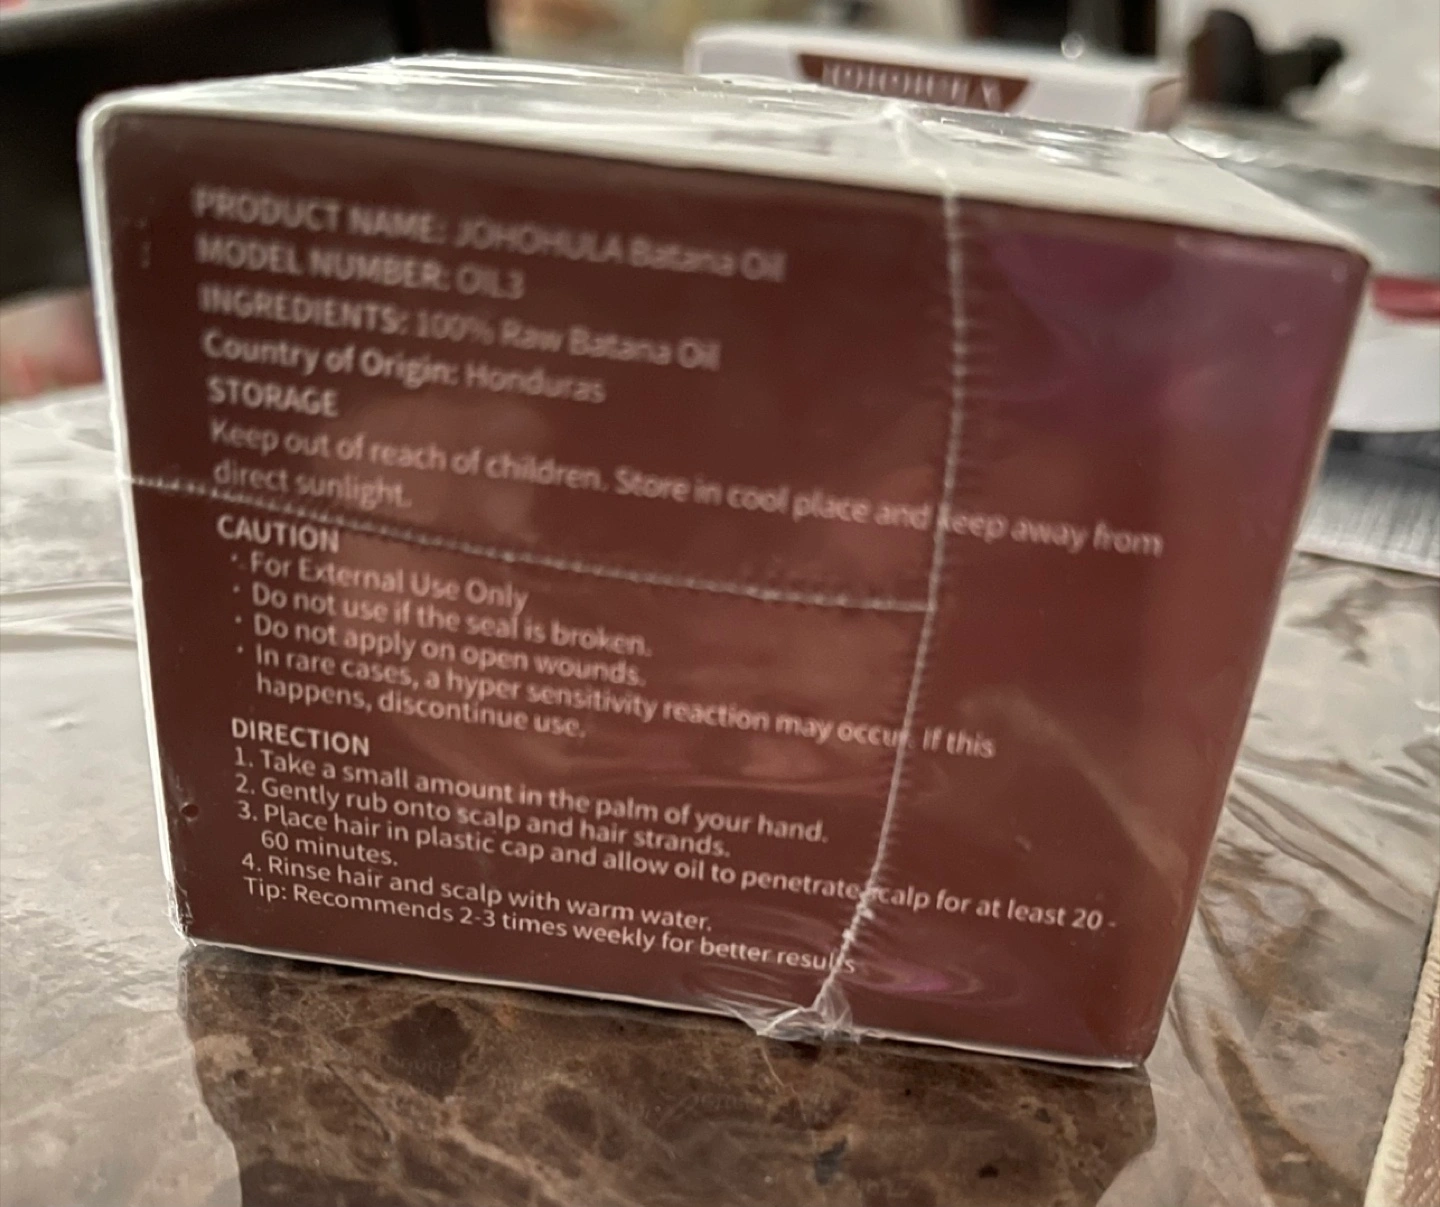 PRODUCT NAME: JOHOHULA Batana Oil
MODEL NUMBER: OIL3
INGREDIENTS: 100% Raw Batana Oil
Country of Origin: Honduras
STORAGE
Keep out of reach of children. Store in cool place and keep away from
direct sunlight.
CAUTION
· For External Use Only
· Do not use if the seal is broken.
· Do not apply on open wounds.
· In rare cases, a hyper sensitivity reaction may occur. If this
happens, discontinue use.
DIRECTION
1. Take a small amount in the palm of your hand.
2. Gently rub onto scalp and hair strands.
3. Place hair in plastic cap and allow oil to penetrate scalp for at least 20 -
60 minutes.
4. Rinse hair and scalp with warm water.
Tip: Recommends 2-3 times weekly for better results